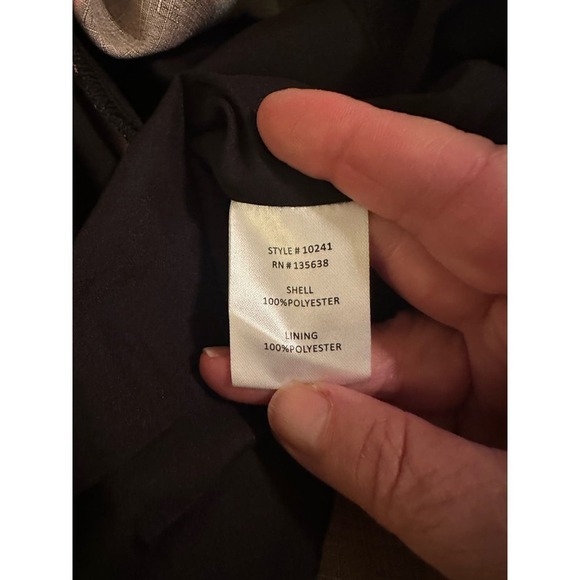 STYLE # 10241
RN # 135638
SHELL
100%POLYESTER
LINING
100%POLYESTER